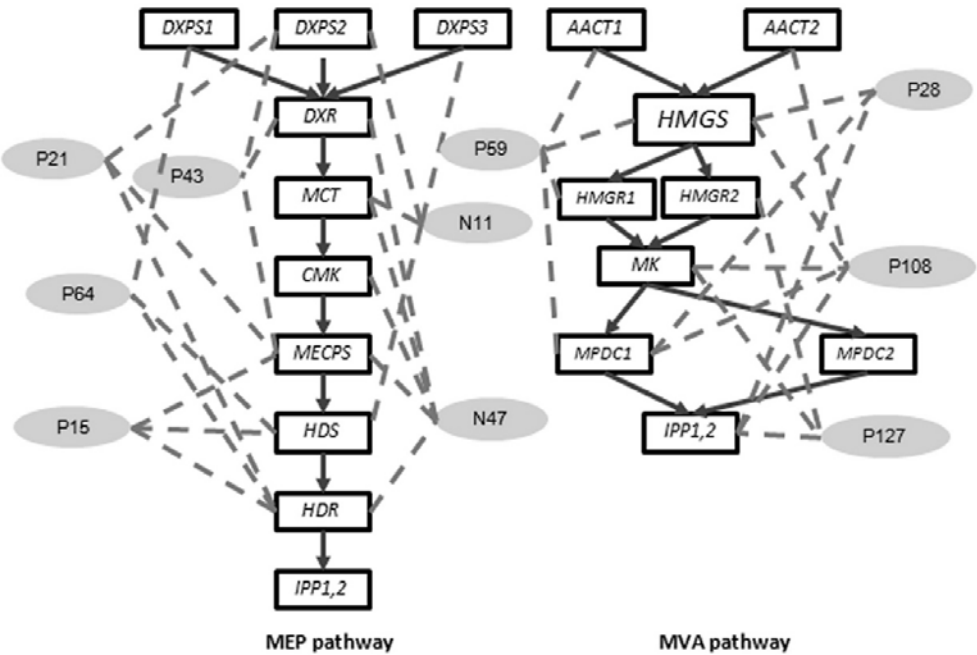 DXPS1 DXPS2 DXPS3 AACT1 AACT2
P28
DXR HMGS
P59
P21
P43
MCT HMGR1 HMGR2
N11
CMK MK P108
P64
MECPS MPDC1 MPDC2
P15 HDS N47 IPP1,2 P127
HDR
IPP1,2
MEP pathway MVA pathway